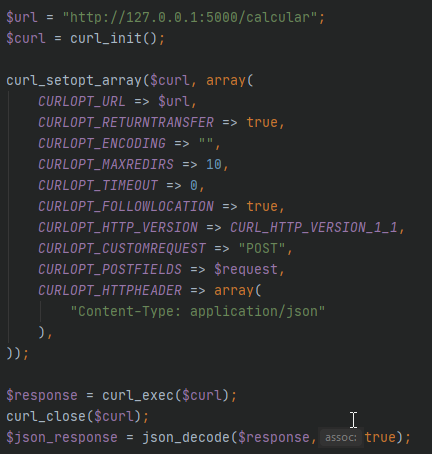 $url = "http://127.0.0.1:5000/calcular";
$curl = curl_init();

curl_setopt_array($curl, array(
    CURLOPT_URL => $url,
    CURLOPT_RETURNTRANSFER => true,
    CURLOPT_ENCODING => "",
    CURLOPT_MAXREDIRS => 10,
    CURLOPT_TIMEOUT => 0,
    CURLOPT_FOLLOWLOCATION => true,
    CURLOPT_HTTP_VERSION => CURL_HTTP_VERSION_1_1,
    CURLOPT_CUSTOMREQUEST => "POST",
    CURLOPT_POSTFIELDS => $request,
    CURLOPT_HTTPHEADER => array(
        "Content-Type: application/json"
    ),
));

$response = curl_exec($curl);
curl_close($curl);
$json_response = json_decode($response, assoc: true);